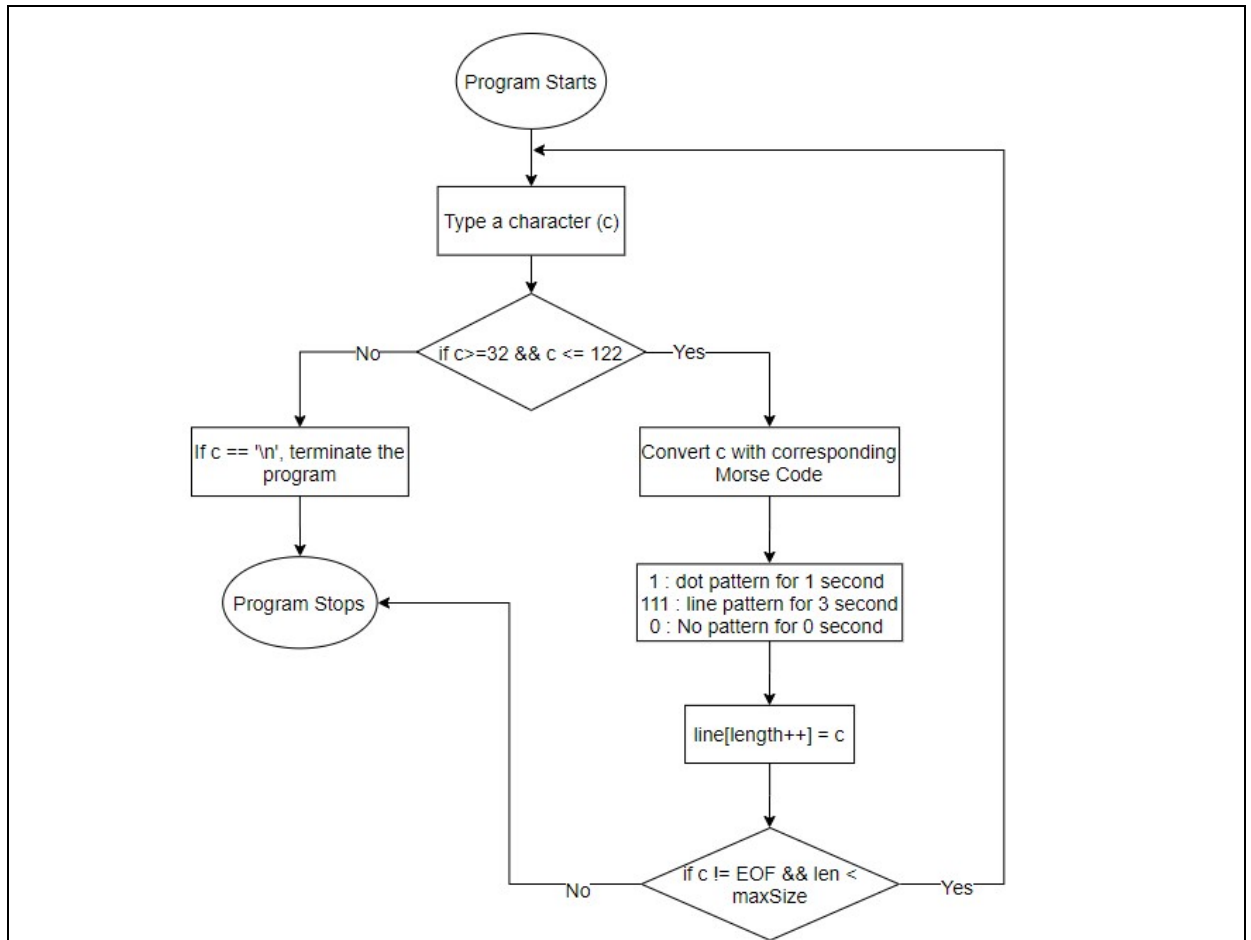 Program Starts
Type a character (c)
if c>=32 && c <= 122
No
Yes
If c == '\n', terminate the
program
Convert c with corresponding
Morse Code
Program Stops
1 : dot pattern for 1 second
111 : line pattern for 3 second
0 : No pattern for 0 second
line[length++] = c
if c != EOF && len <
maxSize
No
Yes